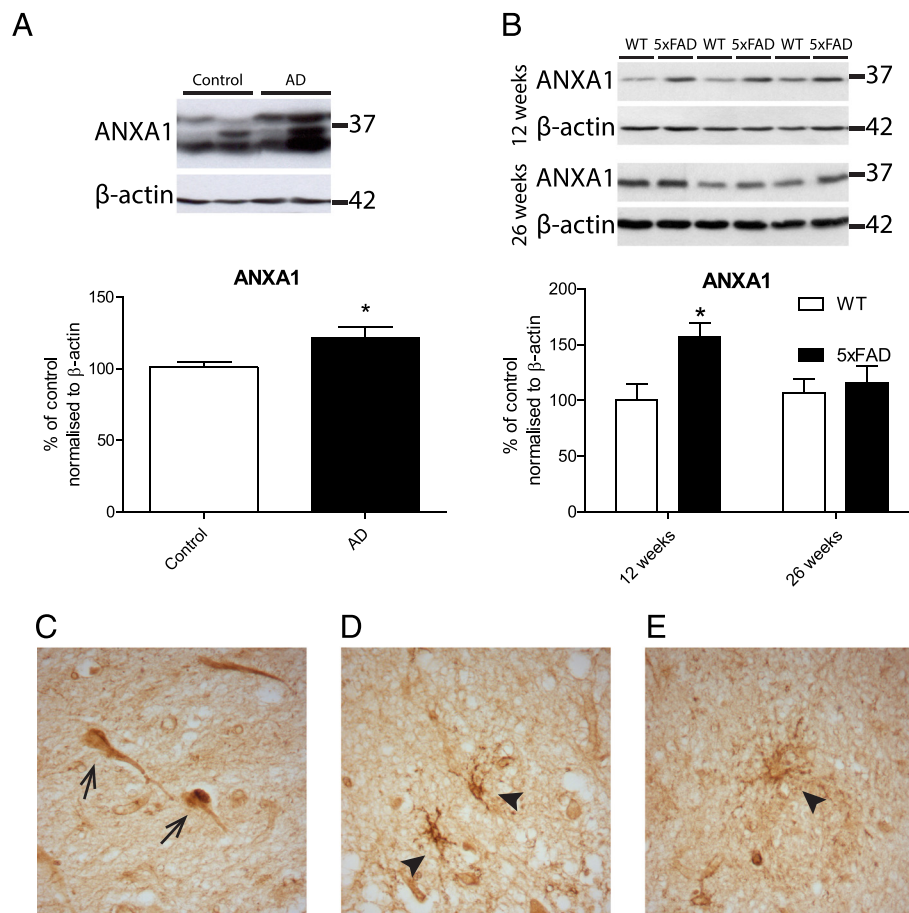 A
Control AD
ANXA1
37
β-actin
42
ANXA1
150
100
50
0
% of control
normalised to β-actin
*
Control
AD
B
WT 5xFAD WT 5xFAD WT 5xFAD
12 weeks
ANXA1
37
β-actin
42
26 weeks
ANXA1
37
β-actin
42
ANXA1
200
150
100
50
0
% of control
normalised to β-actin
*
WT
5xFAD
12 weeks
26 weeks
C
D
E